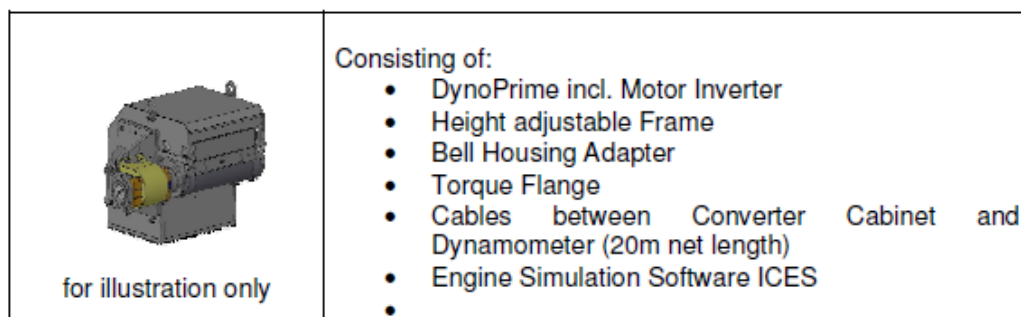 Consisting of:
• DynoPrime incl. Motor Inverter
• Height adjustable Frame
• Bell Housing Adapter
• Torque Flange
• Cables between Converter Cabinet and
Dynamometer (20m net length)
• Engine Simulation Software ICES
•
for illustration only